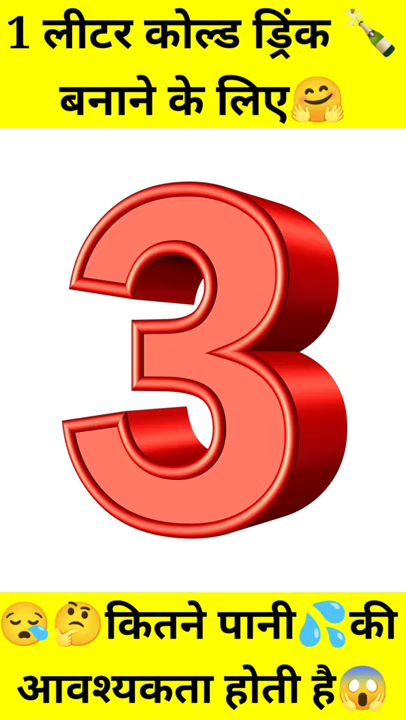 1 लीटर कोल्ड ड्रिंक 🍾
बनाने के लिए🤗
3
😪🤔कितने पानी💦की
आवश्यकता होती है😱